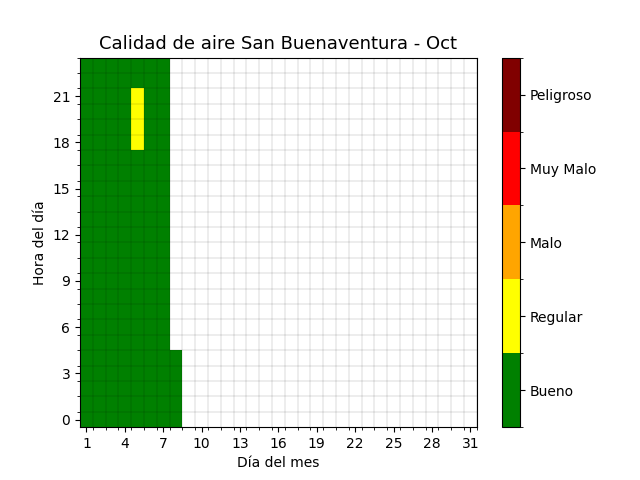 Calidad de aire San Buenaventura - Oct
Hora del día
21
18
15
12
9
6
3
0
1 4 7 10 13 16 19 22 25 28 31
Día del mes
Peligroso
Muy Malo
Malo
Regular
Bueno